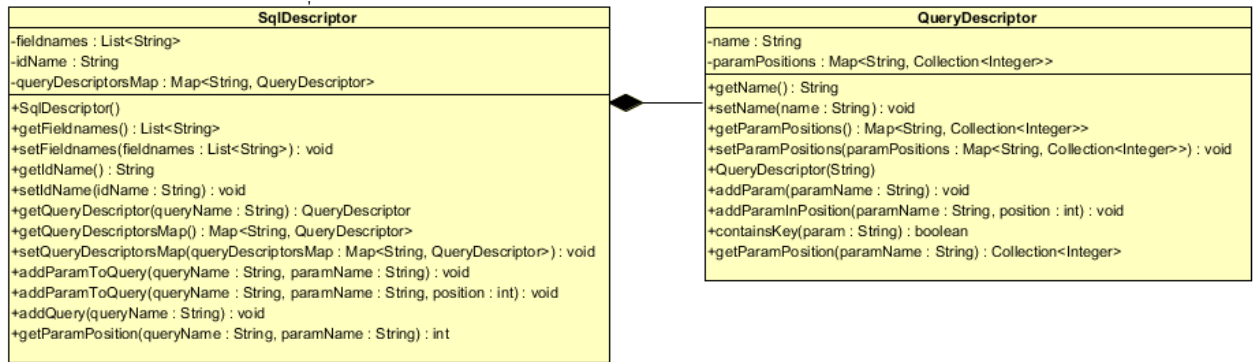 SqlDescriptor
-fieldnames : List<String>
-idName : String
-queryDescriptorsMap : Map<String, QueryDescriptor>
+SqlDescriptor()
+getFieldnames() : List<String>
+setFieldnames(fieldnames : List<String>) : void
+getIdName() : String
+setIdName(idName : String) : void
+getQueryDescriptor(queryName : String) : QueryDescriptor
+getQueryDescriptorsMap() : Map<String, QueryDescriptor>
+setQueryDescriptorsMap(queryDescriptorsMap : Map<String, QueryDescriptor>) : void
+addParamToQuery(queryName : String, paramName : String) : void
+addParamToQuery(queryName : String, paramName : String, position : int) : void
+addQuery(queryName : String) : void
+getParamPosition(queryName : String, paramName : String) : int
QueryDescriptor
-name : String
-paramPositions : Map<String, Collection<Integer>>
+getName() : String
+setName(name : String) : void
+getParamPositions() : Map<String, Collection<Integer>>
+setParamPositions(paramPositions : Map<String, Collection<Integer>>) : void
+QueryDescriptor(String)
+addParam(paramName : String) : void
+addParamInPosition(paramName : String, position : int) : void
+containsKey(param : String) : boolean
+getParamPosition(paramName : String) : Collection<Integer>